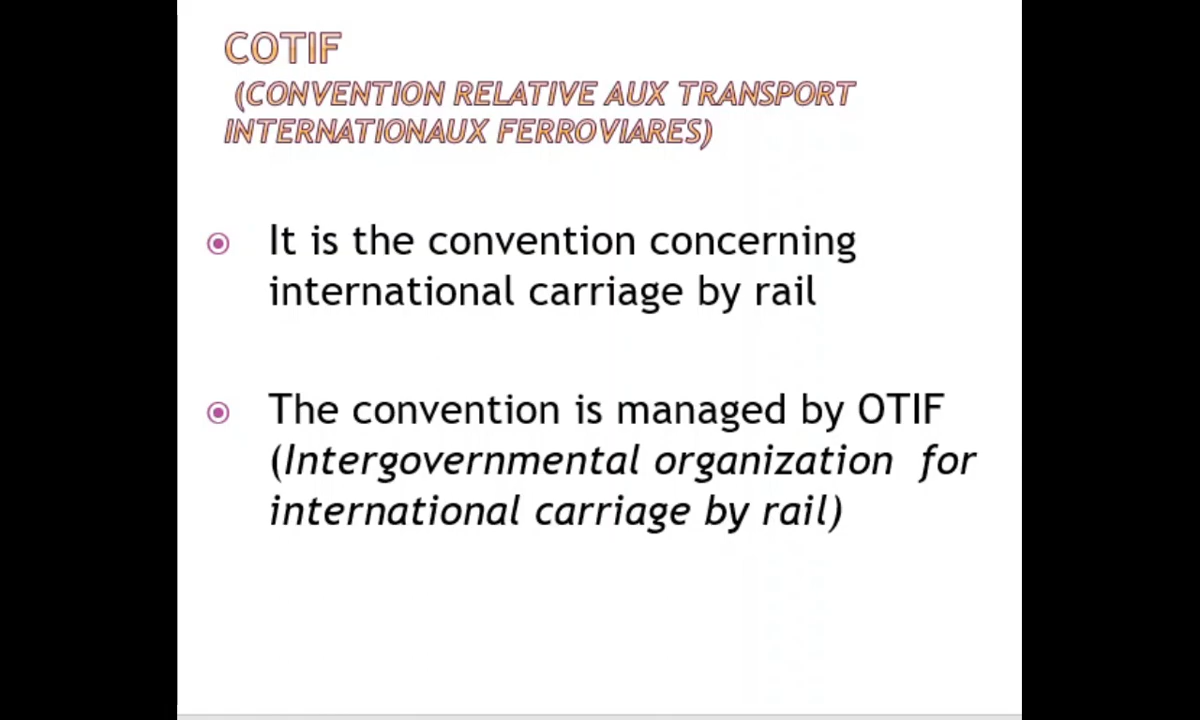 COTIF
(CONVENTION RELATIVE AUX TRANSPORT
INTERNATIONAUX FERROVIARES)
It is the convention concerning
international carriage by rail
The convention is managed by OTIF
(Intergovernmental organization for
international carriage by rail)